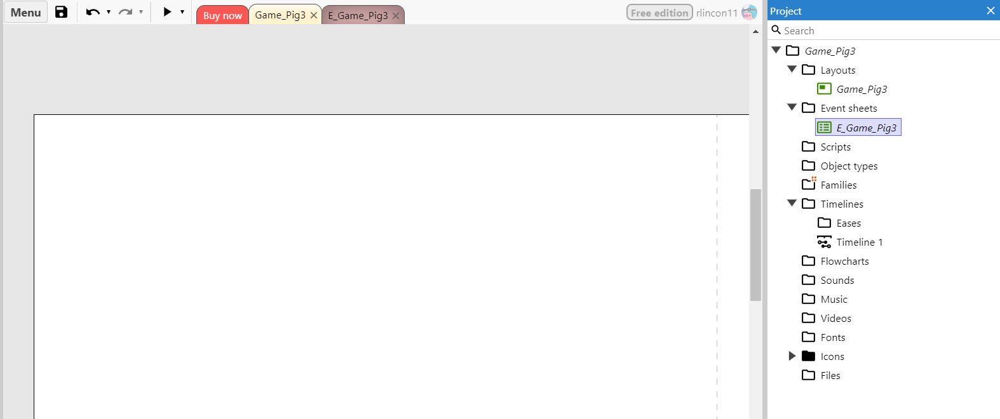 Menu
Buy now
Game_Pig3
E_Game_Pig3
Free edition
rlincon11
Project
Search
Game_Pig3
Layouts
Game_Pig3
Event sheets
E_Game_Pig3
Scripts
Object types
Families
Timelines
Eases
Timeline 1
Flowcharts
Sounds
Music
Videos
Fonts
Icons
Files